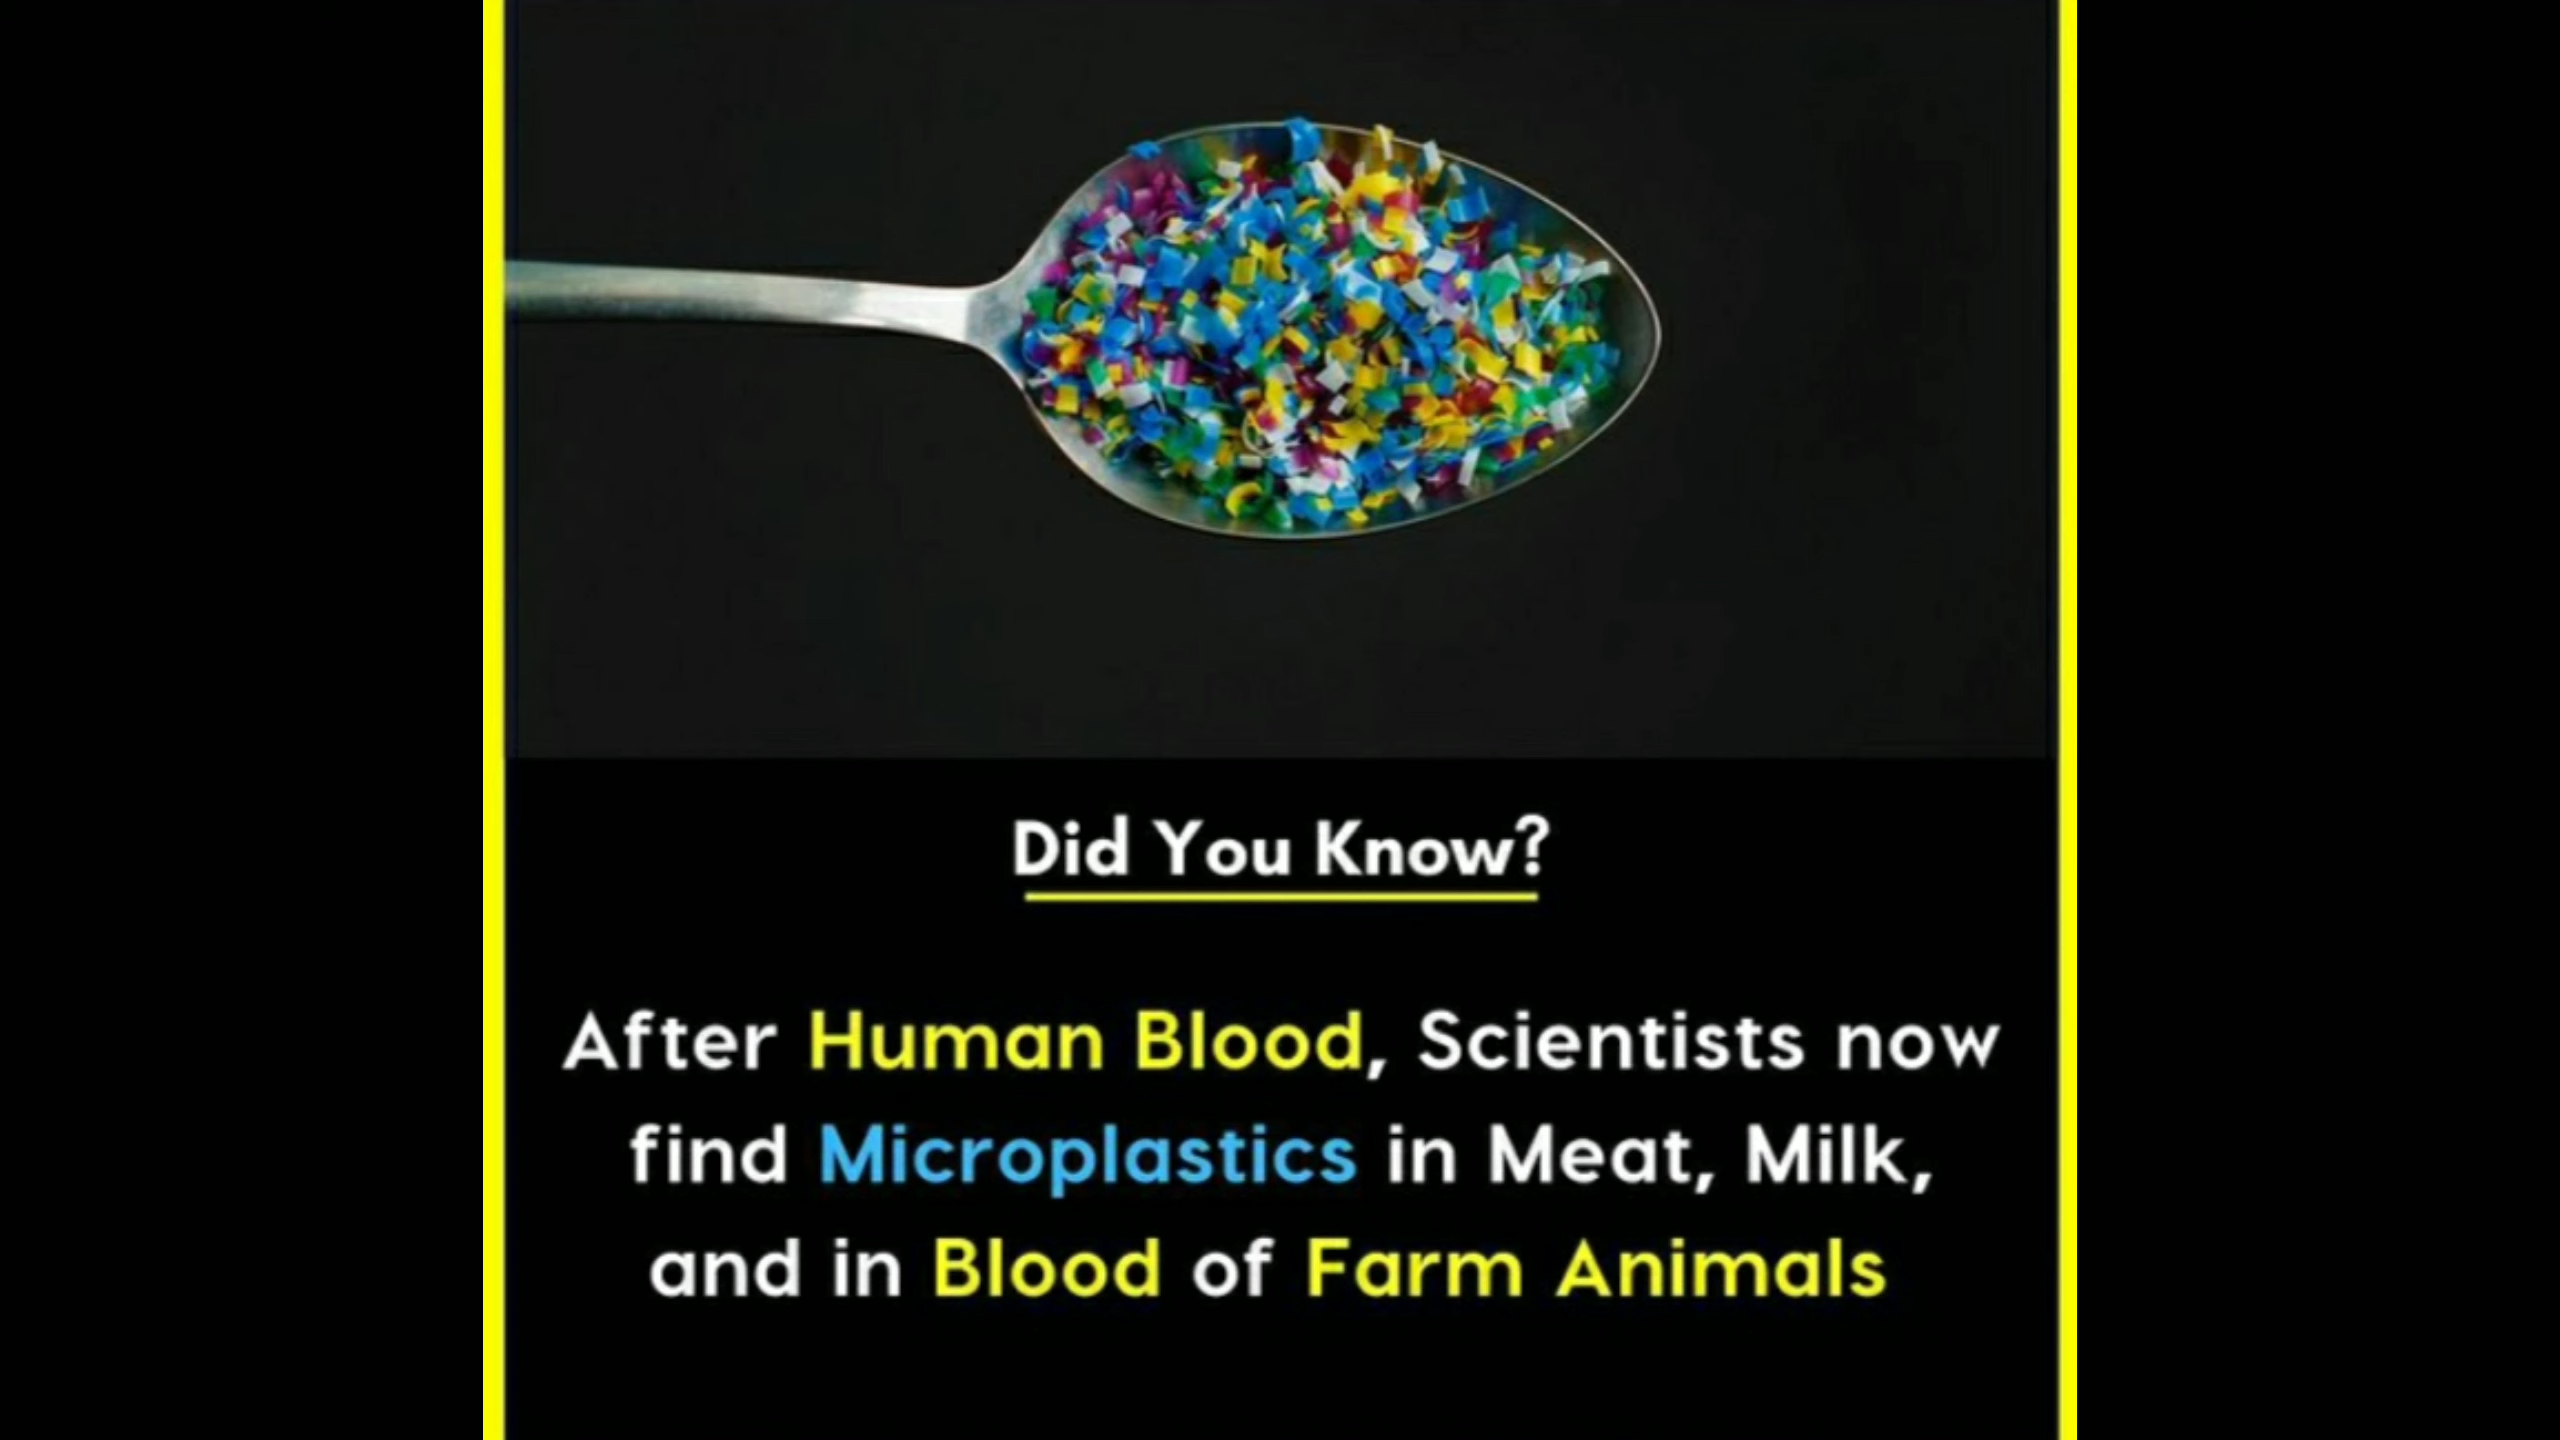 Did You Know?
After Human Blood, Scientists now
find Microplastics in Meat, Milk,
and in Blood of Farm Animals